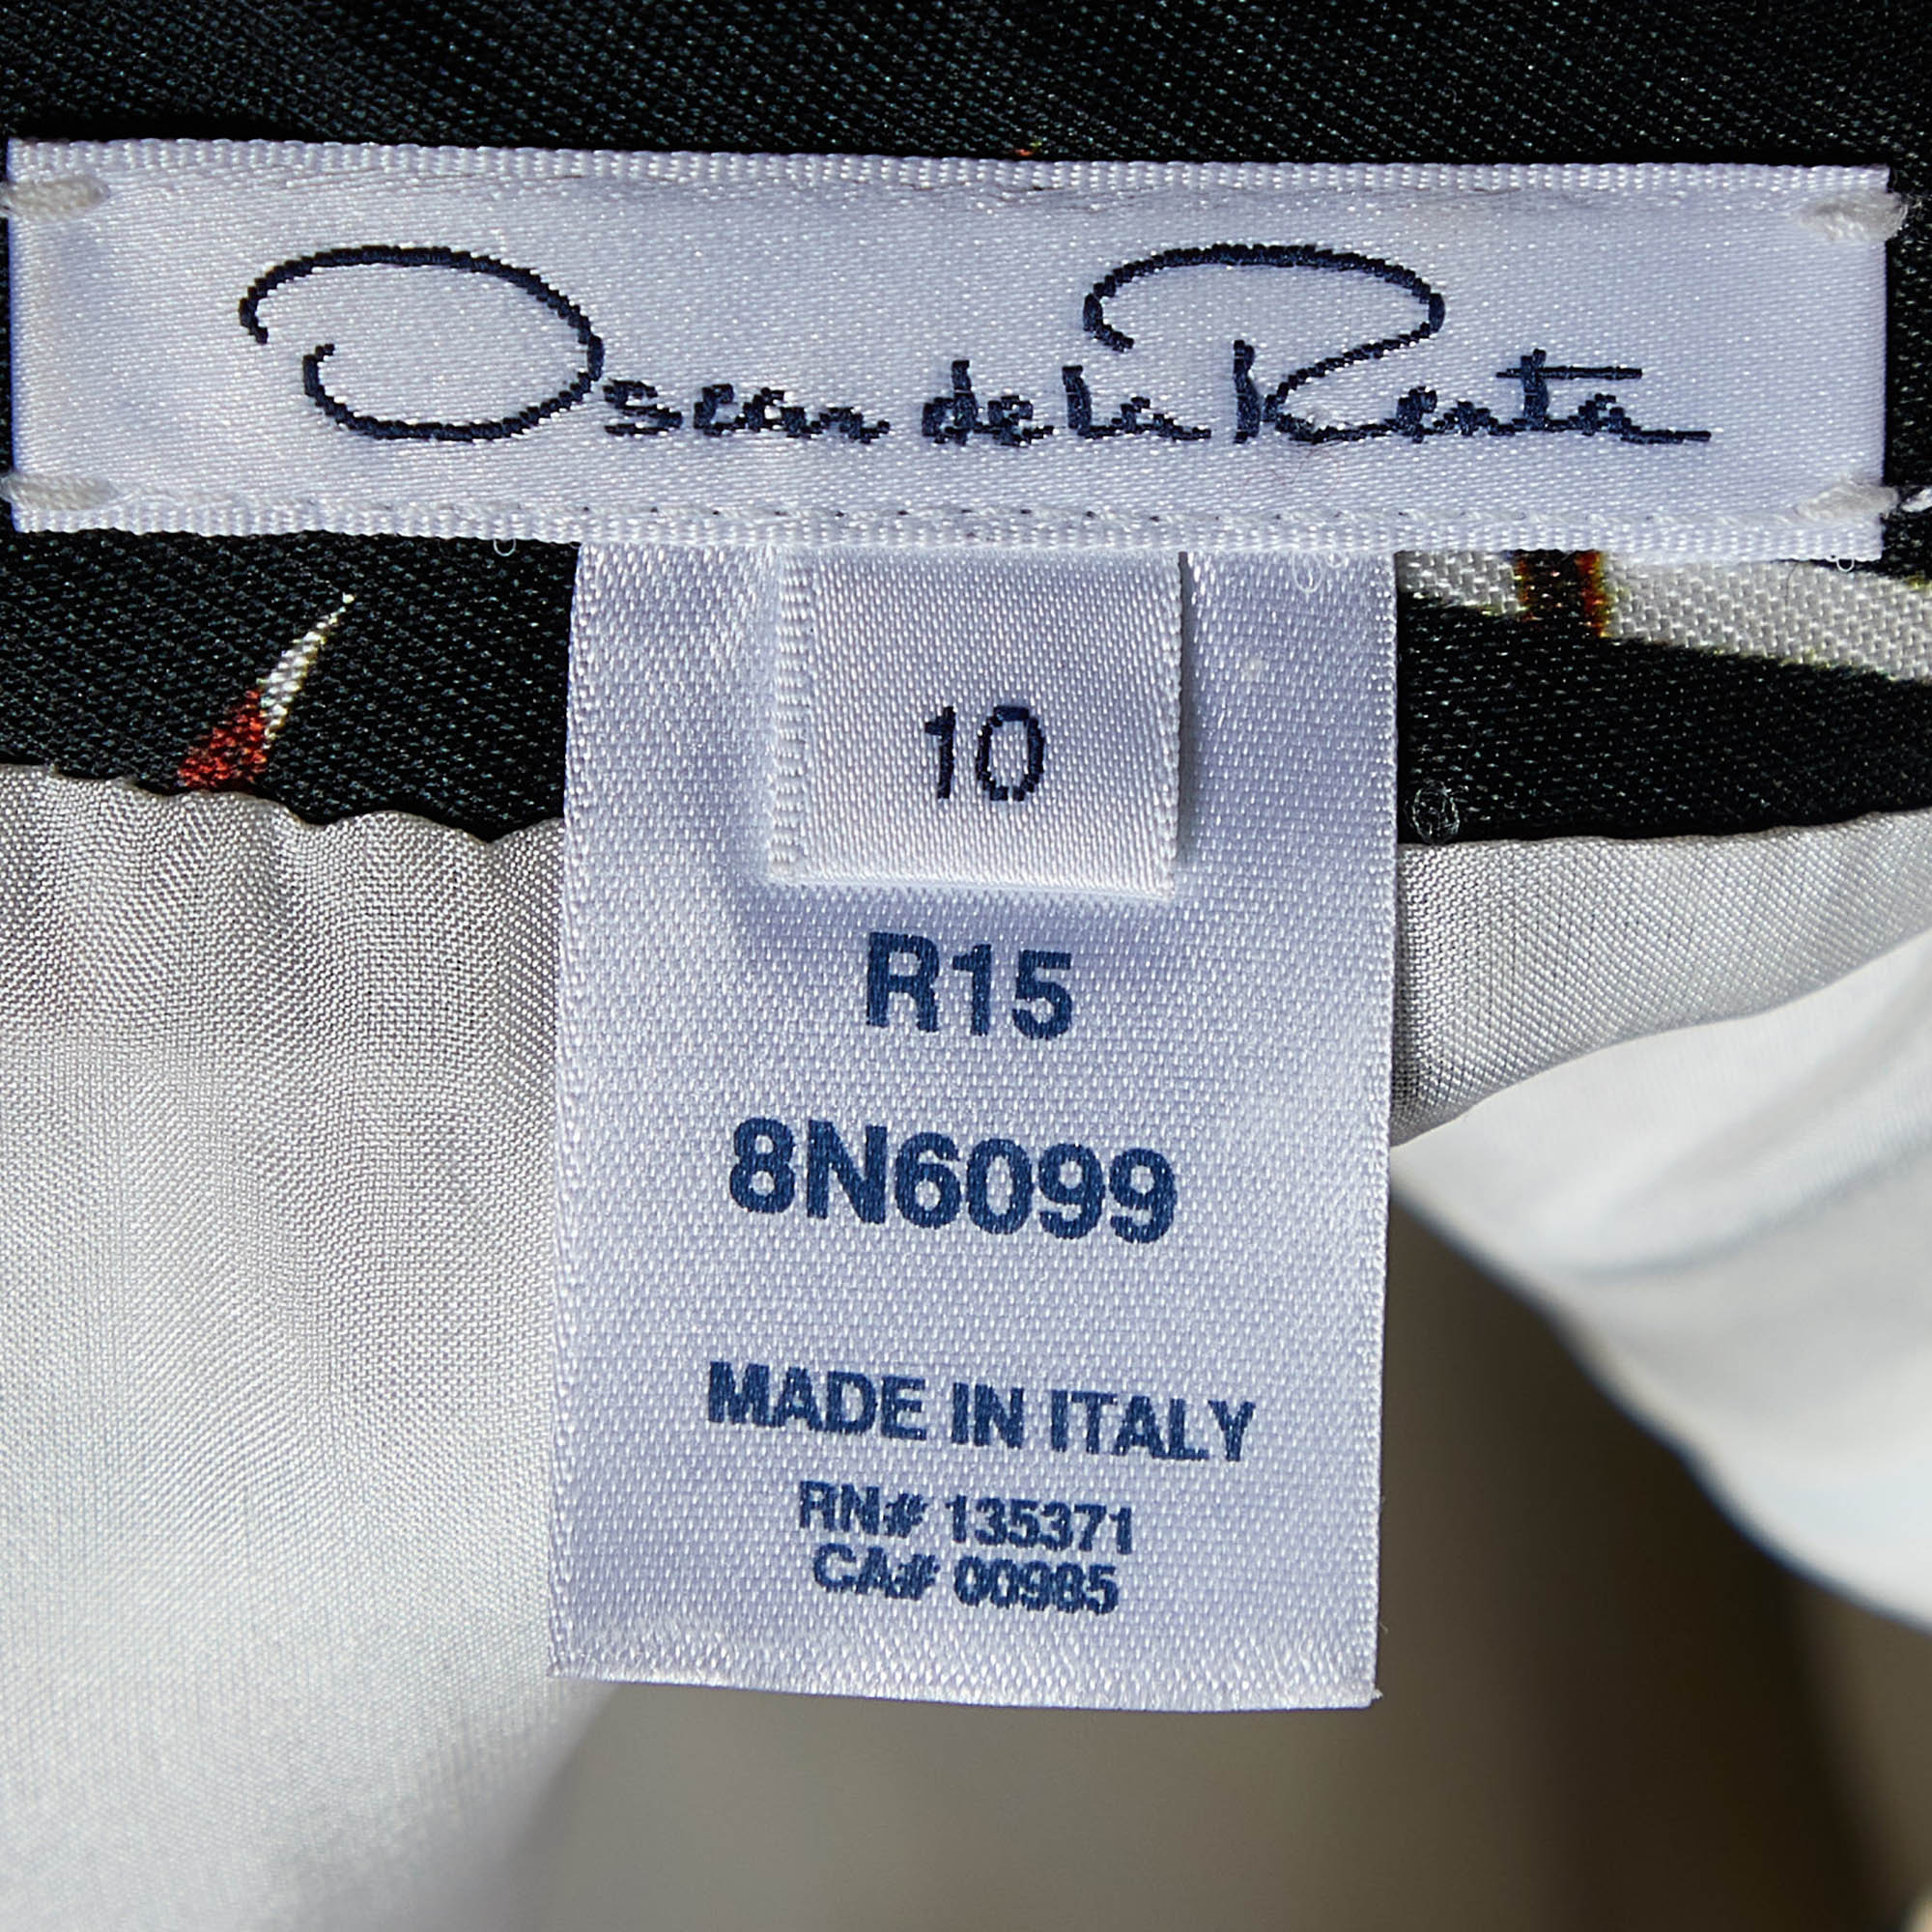 Oscar de la Renta
10
R15
8N6099
MADE IN ITALY
RN# 135371
CA# 00985